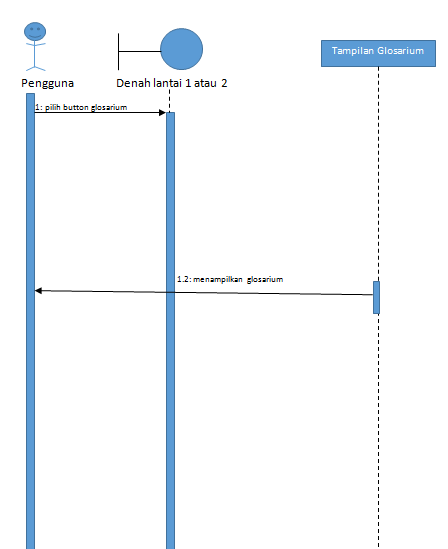 Tampilan Glosarium
Pengguna
Denah lantai 1 atau 2
1: pilih button glosarium
1.2: menampilkan glosarium